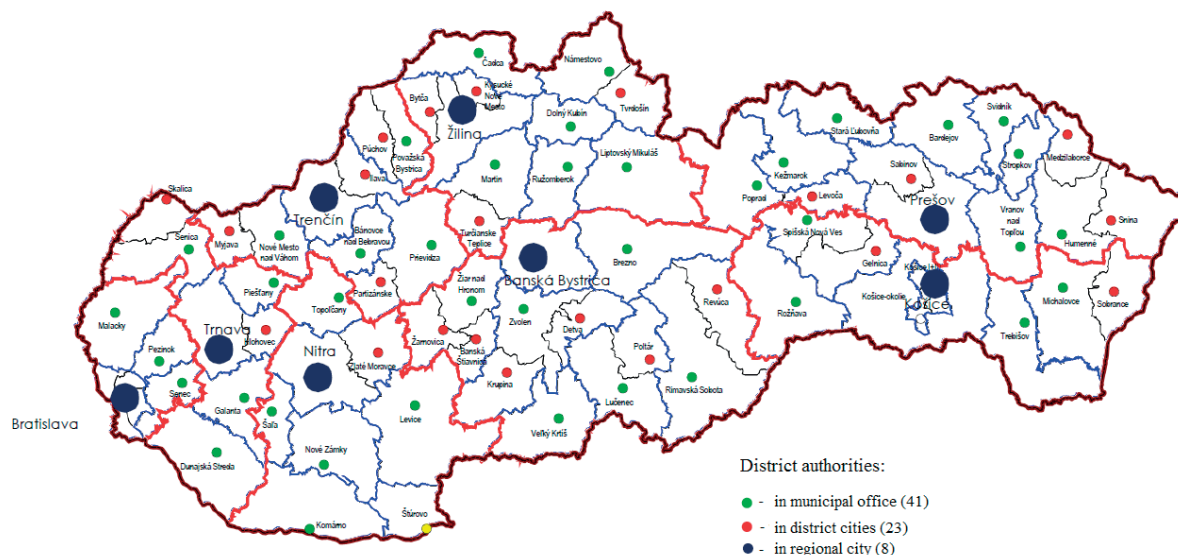 Čadca
Námestovo
Bytča
Kysucké
Nové
Mesto
Tvrdošín
Žilina
Dolný Kubín
Svidník
Stará Ľubovňa
Bardejov
Púchov
Považská
Bystrica
Stropkov
Medzilaborce
Ilava
Martin
Ružomberok
Liptovský Mikuláš
Kežmarok
Sabinov
Skalica
Trenčín
Poprad
Levoča
Prešov
Myjava
Bánovce
nad Bebravou
Turčianske
Teplice
Vranov
nad
Topľou
Snina
Senica
Nové Mesto
nad Váhom
Prievidza
Spišská Nová Ves
Humenné
Brezno
Gelnica
Piešťany
Partizánske
Žiar nad
Hronom
Banská Bystrica
Košice-okolie
Košice
Michalovce
Sobrance
Topoľčany
Revúca
Rožňava
Malacky
Trnava
Hlohovec
Zvolen
Detva
Trebišov
Pezinok
Nitra
Žarnovica
Banská
Štiavnica
Poltár
Zlaté Moravce
Senec
Krupina
Rimavská Sobota
Bratislava
Galanta
Šaľa
Levice
Lučenec
Veľký Krtíš
Nové Zámky
Dunajská Streda
Štúrovo
Komárno
District authorities:
- in municipal office (41)
- in district cities (23)
- in regional city (8)